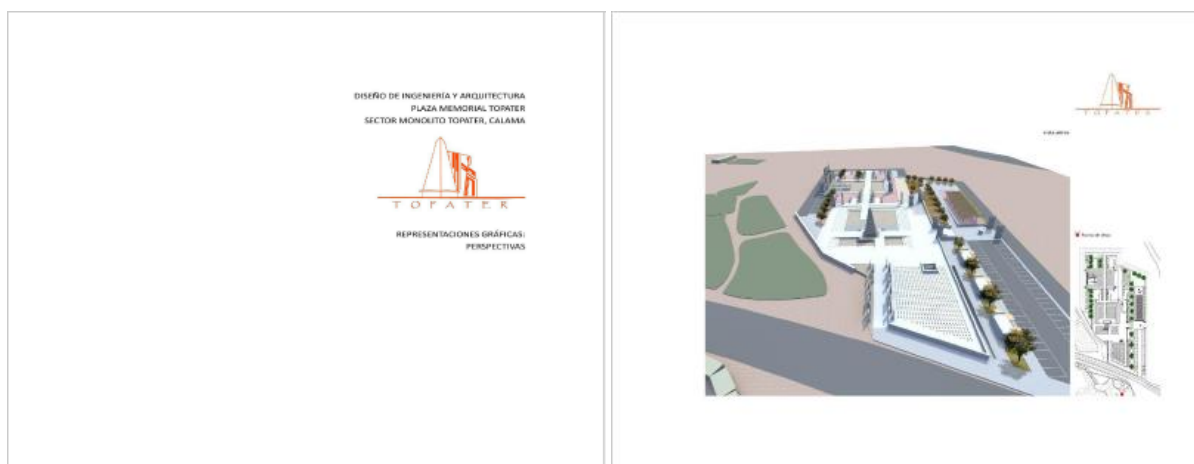 DISEÑO DE INGENIERÍA Y ARQUITECTURA
PLAZA MEMORIAL TOPATER
SECTOR MONOLITO TOPATER, CALAMA
TOPATER
REPRESENTACIONES GRÁFICAS:
PERSPECTIVAS
TOPATER